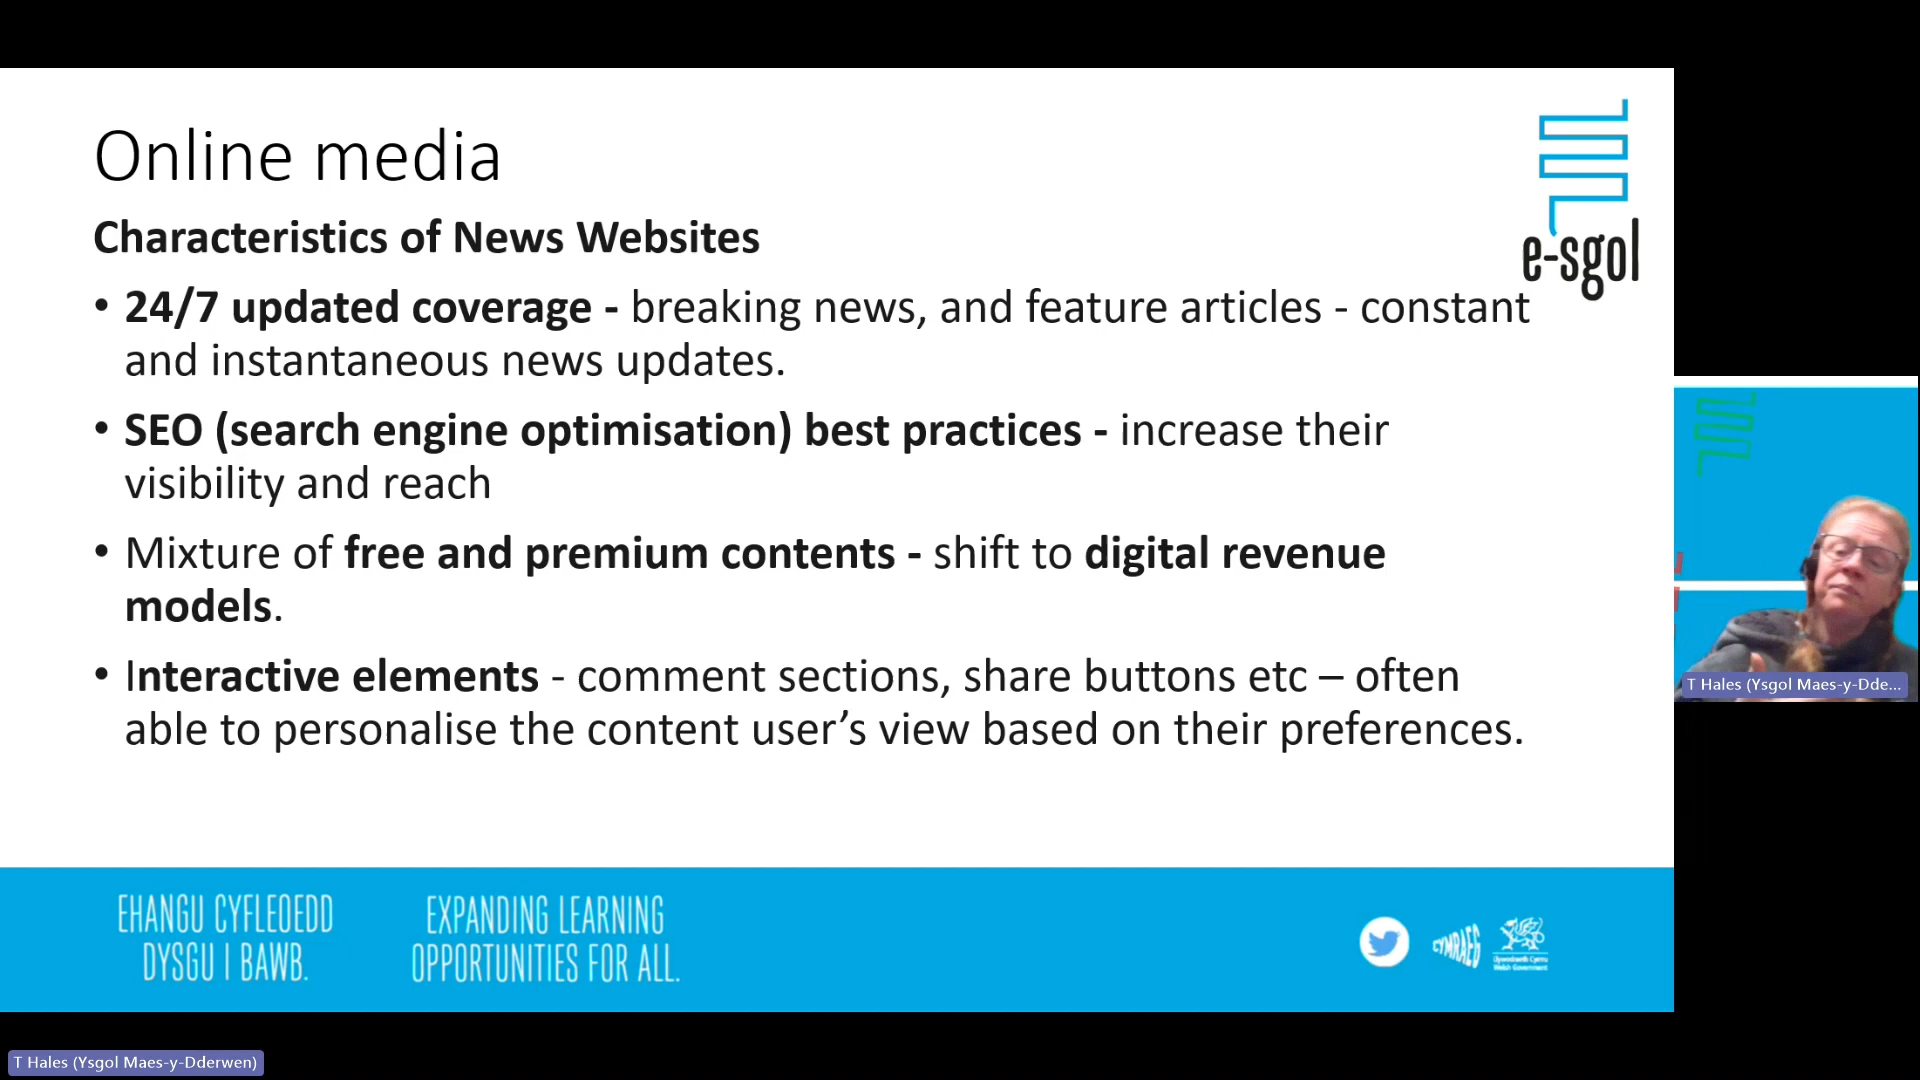 Online media
e-sgol
Characteristics of News Websites
• 24/7 updated coverage - breaking news, and feature articles - constant
and instantaneous news updates.
• SEO (search engine optimisation) best practices - increase their
visibility and reach
• Mixture of free and premium contents - shift to digital revenue
models.
• Interactive elements - comment sections, share buttons etc – often
able to personalise the content user’s view based on their preferences.
T Hales (Ysgol Maes-y-Dde...
EHANGU CYFLEOEDD
DYSGU I BAWB.
EXPANDING LEARNING
OPPORTUNITIES FOR ALL.
CYMRAEG
Llywodraeth Cymru
Welsh Government
T Hales (Ysgol Maes-y-Dderwen)